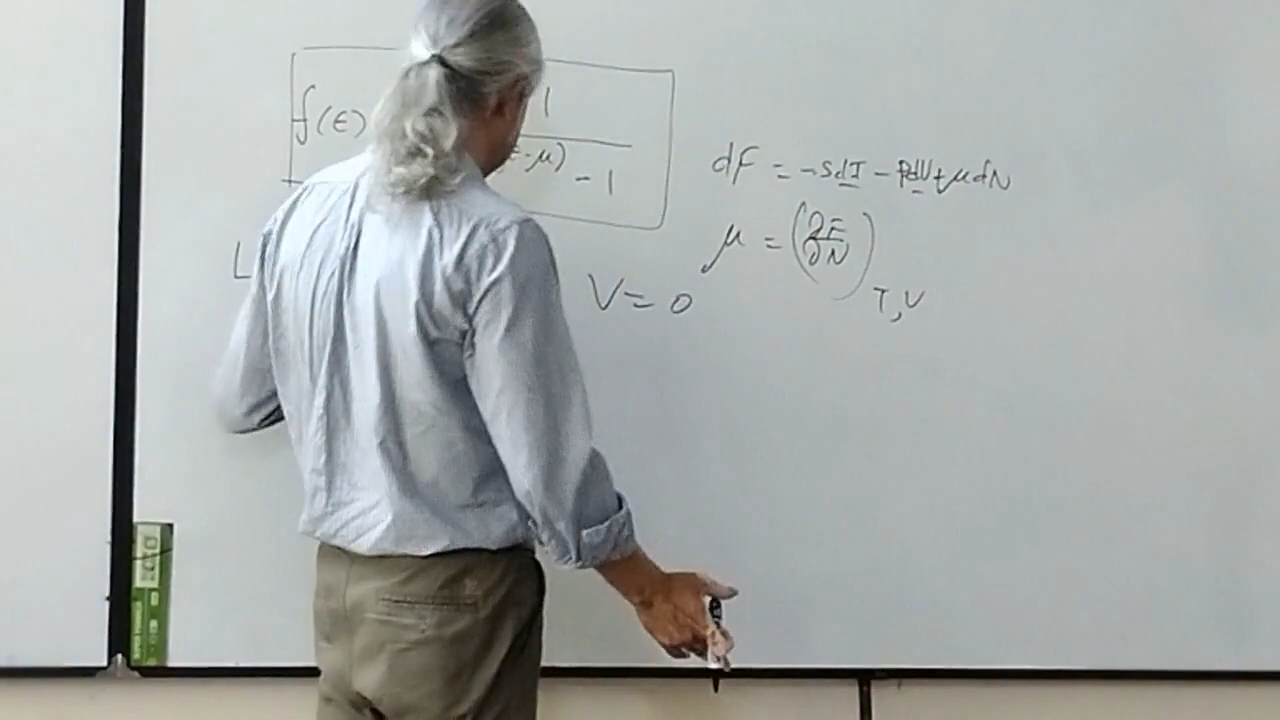 f(ϵ)
1
-μ)
-1
dF = -SdT - PdV + μdN
μ = (∂F/∂N)T,V
L
V = 0